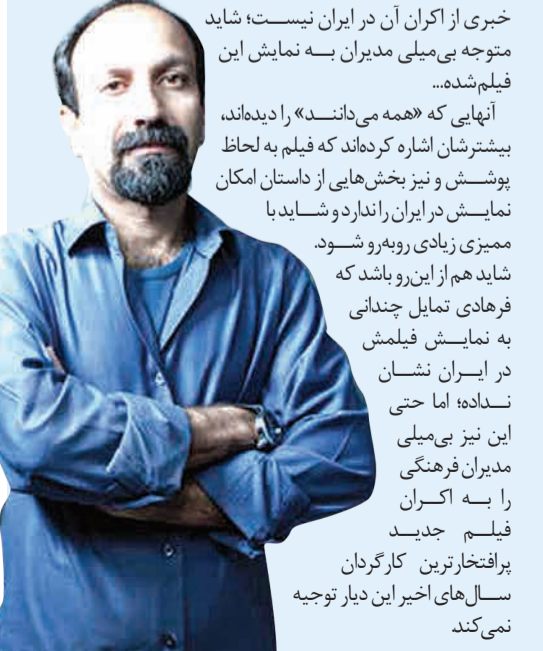 خبری از اکران آن در ایران نیست؛ شاید
متوجه بی‌میلی مدیران به نمایش این
فیلم‌شده...
آنهایی که «همه می‌دانند» را دیده‌اند،
بیشترشان اشاره کرده‌اند که فیلم به لحاظ
پوشش و نیز بخش‌هایی از داستان امکان
نمایش در ایران را ندارد و شاید با
ممیزی زیادی روبه‌رو شود.
شاید هم از این‌رو باشد که
فرهادی تمایل چندانی
به نمایش فیلمش
در ایران نشان
نداده؛ اما حتی
این نیز بی‌میلی
مدیران فرهنگی
را به اکران
فیلم جدید
پرافتخارترین کارگردان
سال‌های اخیر این دیار توجیه
نمی‌کند.